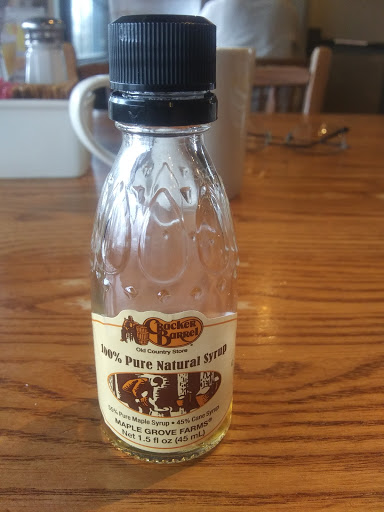 Cracker
Barrel
Old Country Store
100% Pure Natural Syrup
55% Pure Maple Syrup • 45% Cane Syrup
MAPLE GROVE FARMS®
Net 1.5 fl oz (45 mL)